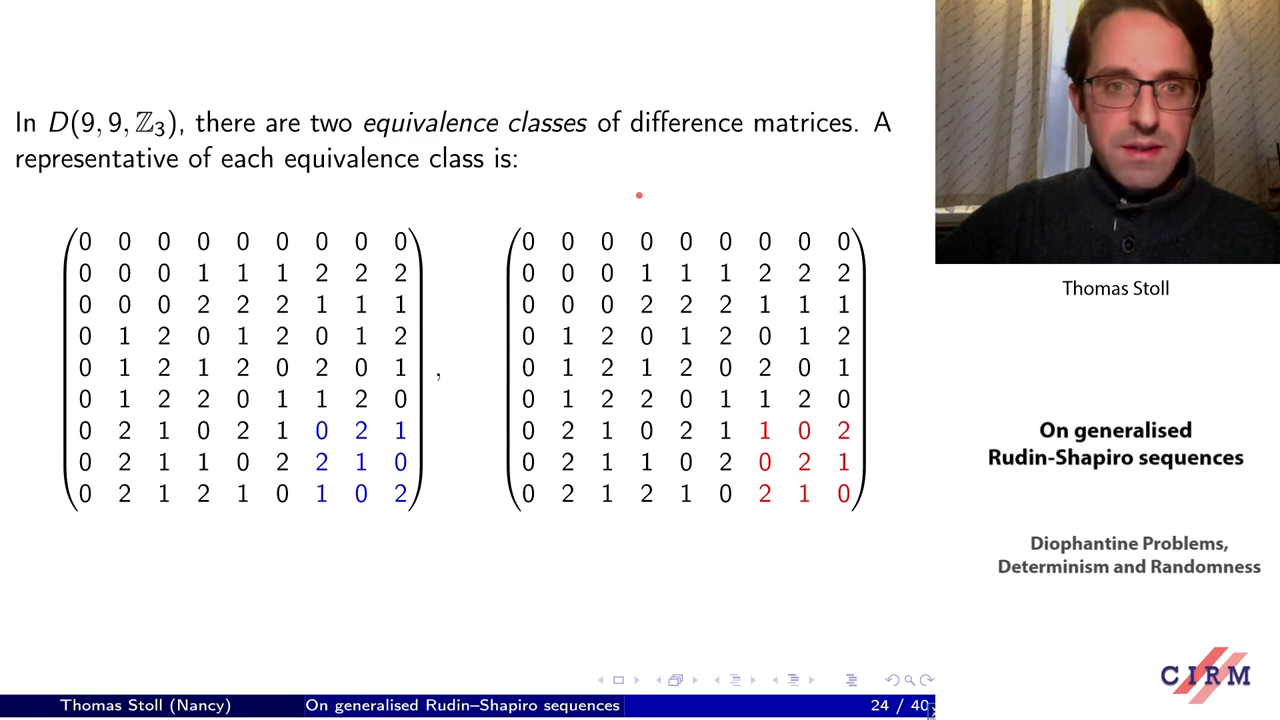 In D(9, 9, ℤ₃), there are two equivalence classes of difference matrices. A
representative of each equivalence class is:
0 0 0 0 0 0 0 0 0
0 0 0 1 1 1 2 2 2
0 0 0 2 2 2 1 1 1
0 1 2 0 1 2 0 1 2
0 1 2 1 2 0 2 0 1
0 1 2 2 0 1 1 2 0
0 2 1 0 2 1 0 2 1
0 2 1 1 0 2 2 1 0
0 2 1 2 1 0 1 0 2
,
0 0 0 0 0 0 0 0 0
0 0 0 1 1 1 2 2 2
0 0 0 2 2 2 1 1 1
0 1 2 0 1 2 0 1 2
0 1 2 1 2 0 2 0 1
0 1 2 2 0 1 1 2 0
0 2 1 0 2 1 1 0 2
0 2 1 1 0 2 0 2 1
0 2 1 2 1 0 2 1 0
Thomas Stoll
On generalised
Rudin-Shapiro sequences
Diophantine Problems,
Determinism and Randomness
CIRM
Thomas Stoll (Nancy) On generalised Rudin–Shapiro sequences 24 / 40